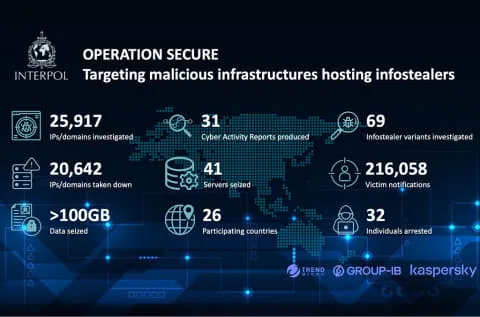 INTERPOL
OPERATION SECURE
Targeting malicious infrastructures hosting infostealers
25,917
IPs/domains investigated
31
Cyber Activity Reports produced
69
Infostealer variants investigated
20,642
IPs/domains taken down
41
Servers seized
216,058
Victim notifications
>100GB
Data seized
26
Participating countries
32
Individuals arrested
TREND
MICRO
GROUP-IB
kaspersky